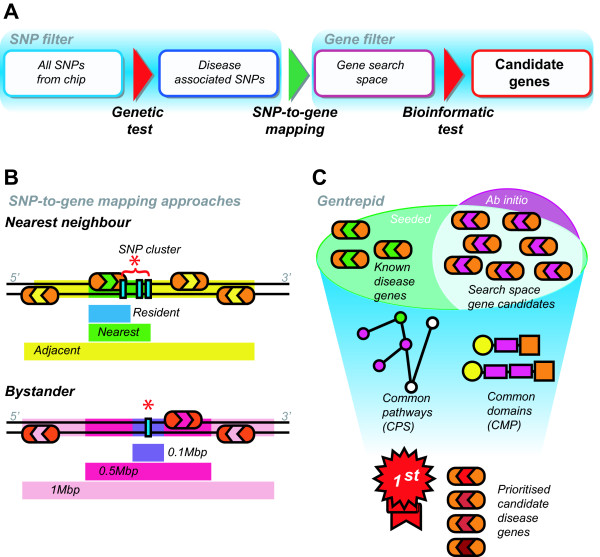 A
SNP filter
Gene filter
All SNPs
from chip
Disease
associated SNPs
Gene search
space
Candidate
genes
Genetic
test
SNP-to-gene
mapping
Bioinformatic
test
B
SNP-to-gene mapping approaches
Nearest neighbour
SNP cluster
*
5'
3'
Resident
Nearest
Adjacent
Bystander
*
5'
3'
0.1Mbp
0.5Mbp
1Mbp
C
Gentrepid
Ab initio
Seeded
Known
disease
genes
Search space
gene candidates
Common
pathways
(CPS)
Common
domains
(CMP)
1st
Prioritised
candidate
disease
genes